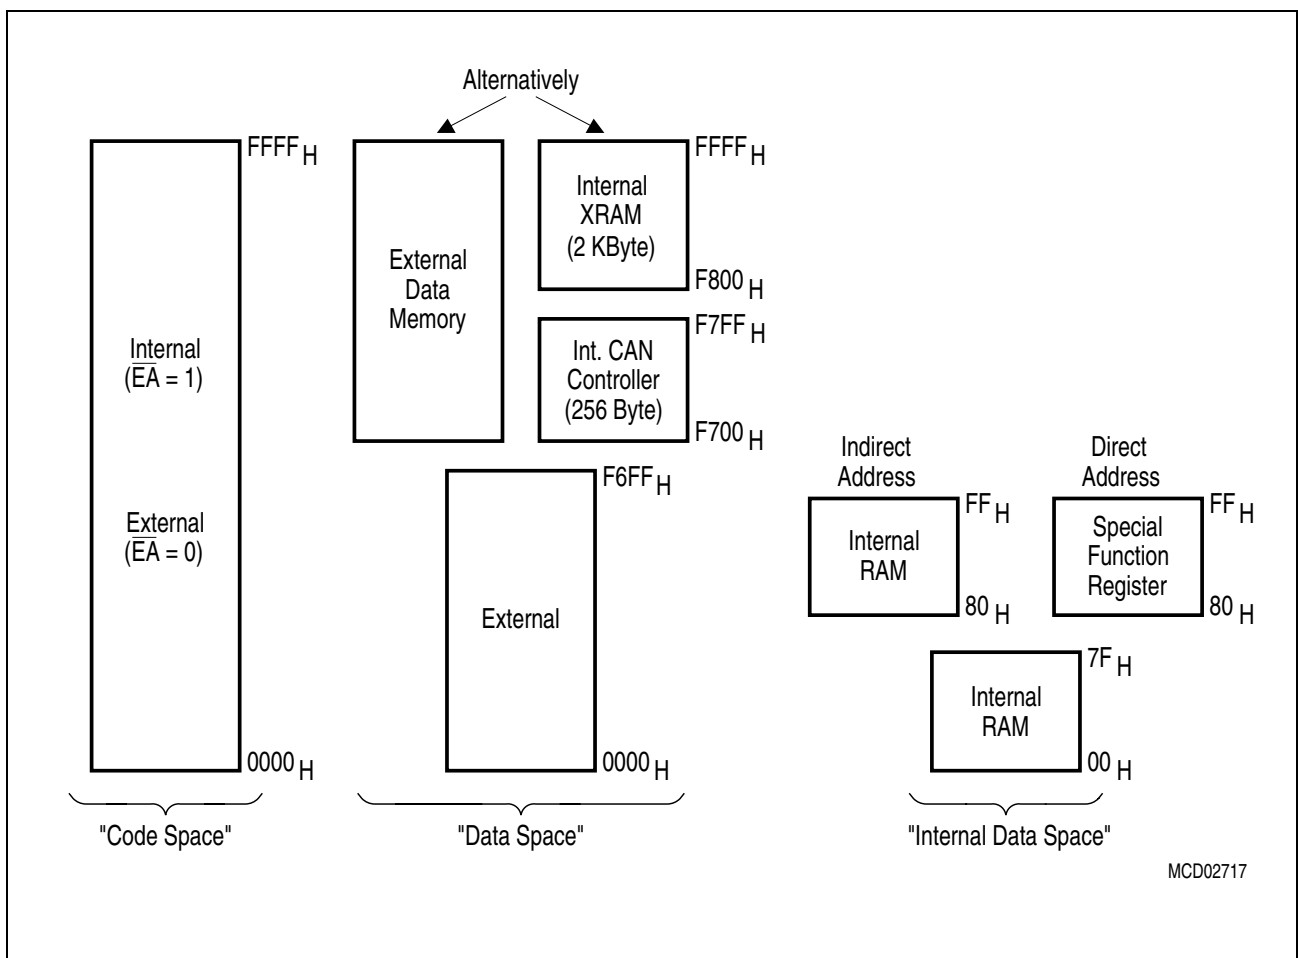 Alternatively
FFFF H
Internal
(E̅A̅ = 1)
External
(E̅A̅ = 0)
0000 H
"Code Space"
External
Data
Memory
Internal
XRAM
(2 KByte)
FFFF H
F800 H
Int. CAN
Controller
(256 Byte)
F7FF H
F700 H
External
F6FF H
0000 H
"Data Space"
Indirect
Address
Internal
RAM
FF H
80 H
Direct
Address
Special
Function
Register
FF H
80 H
Internal
RAM
7F H
00 H
"Internal Data Space"
MCD02717